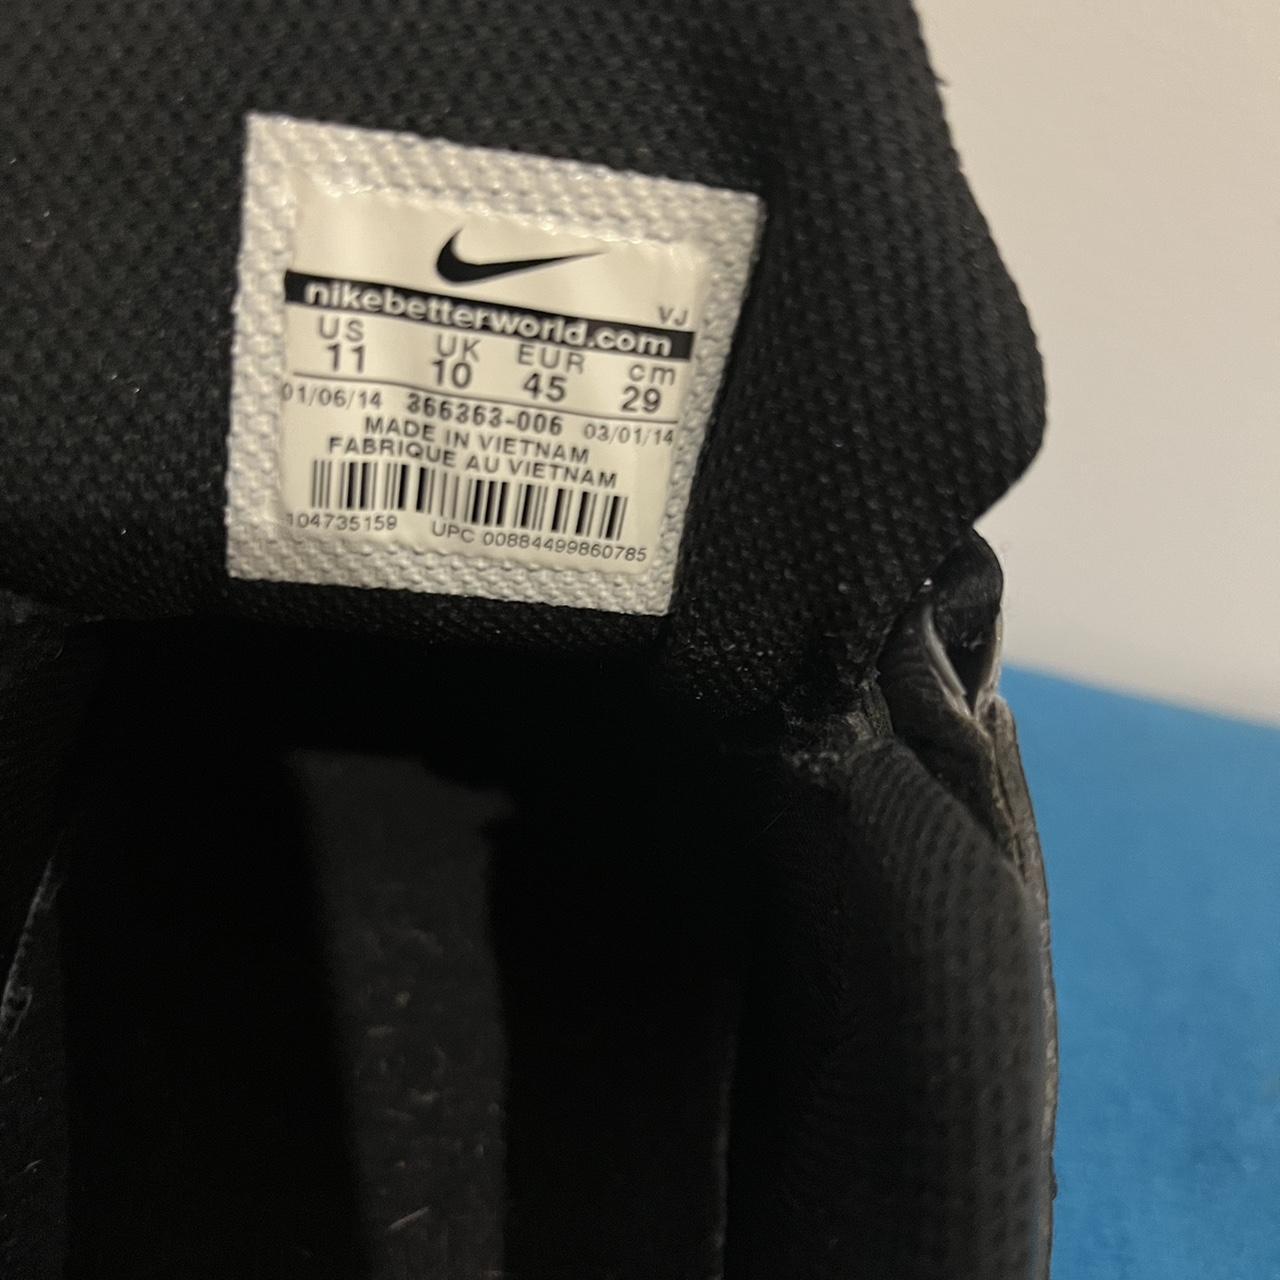 VJ
nikebetterworld.com
US UK EUR cm
11 10 45 29
01/06/14 366363-006 03/01/14
MADE IN VIETNAM
FABRIQUE AU VIETNAM
104735159 UPC 00884499860785